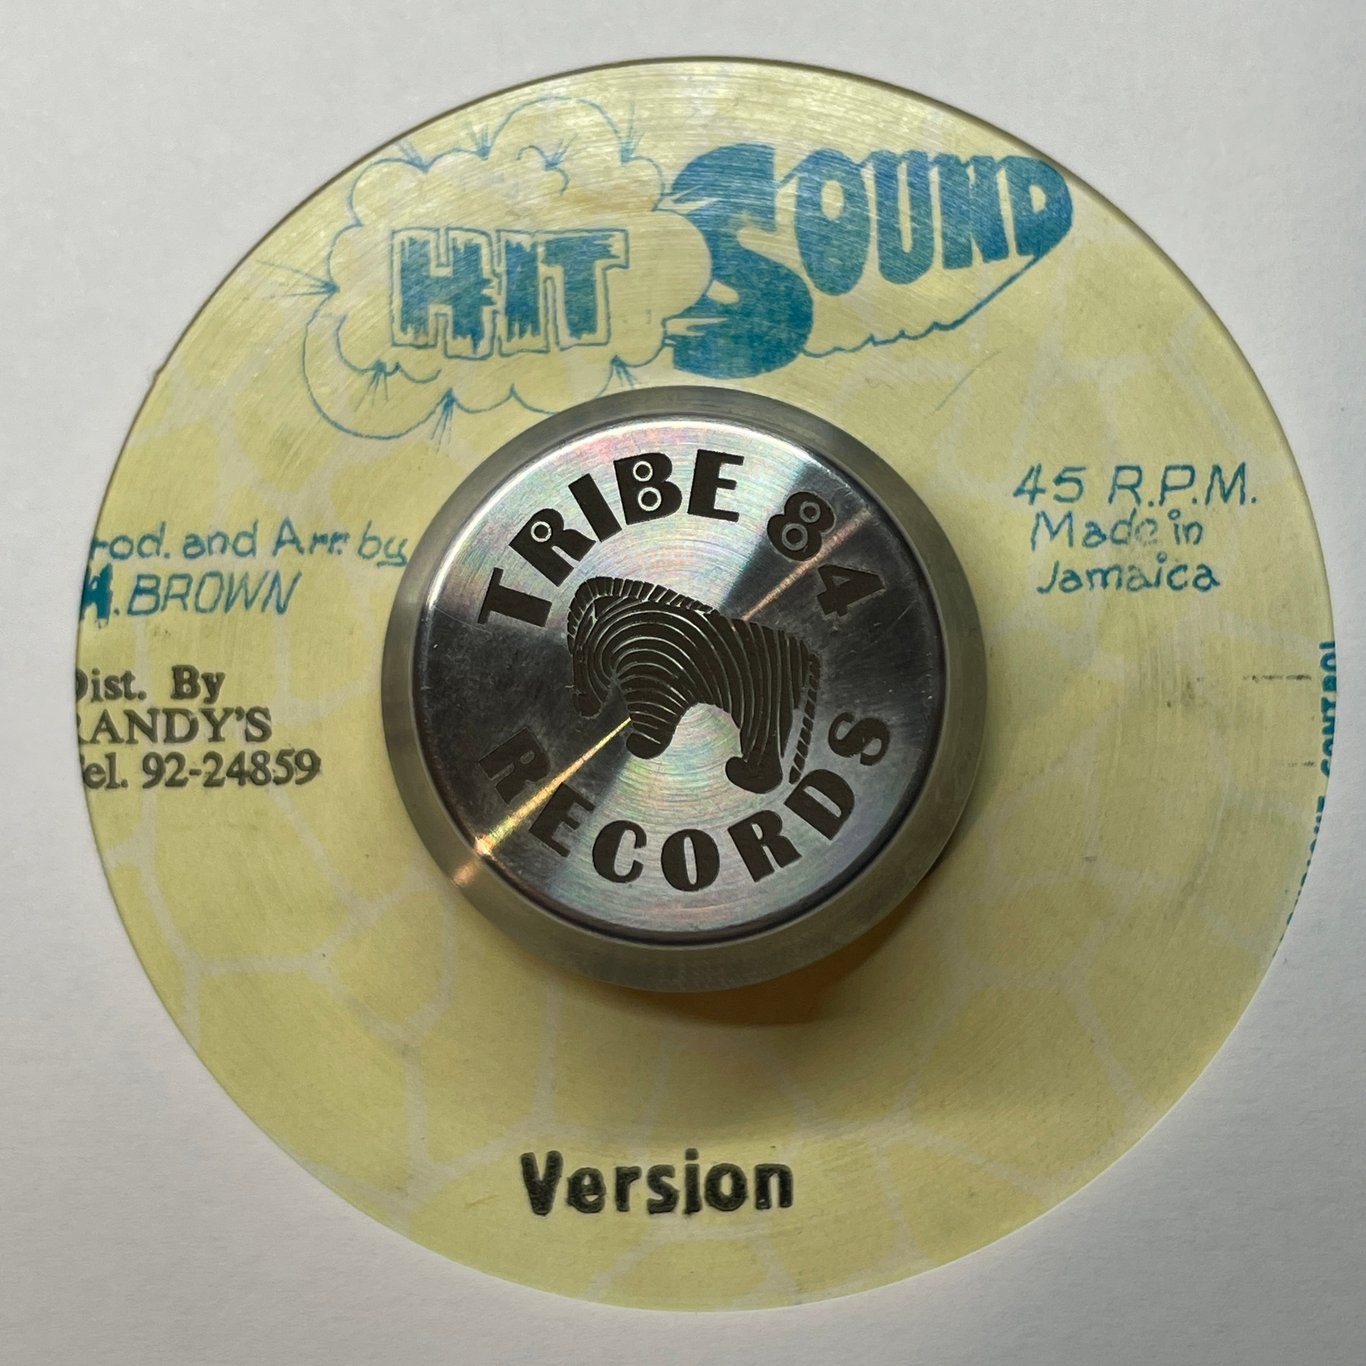 HIT SOUND
45 R.P.M.
Made in
Jamaica
rod. and Arr. by
H. BROWN
Dist. By
RANDY'S
Tel. 92-24859
TRIBE 84
RECORDS
Version